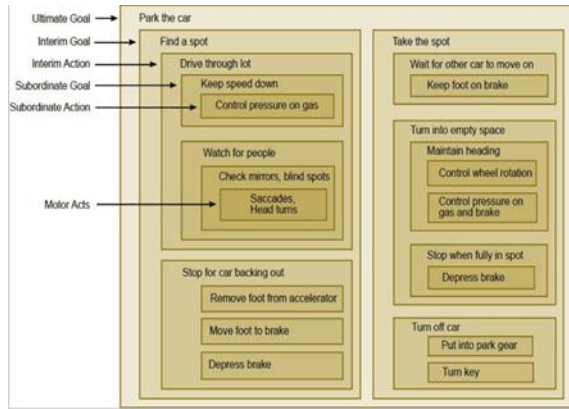 Ultimate Goal
Park the car
Interim Goal
Find a spot
Interim Action
Drive through lot
Subordinate Goal
Keep speed down
Subordinate Action
Control pressure on gas
Watch for people
Check mirrors, blind spots
Motor Acts
Saccades,
Head turns
Stop for car backing out
Remove foot from accelerator
Move foot to brake
Depress brake
Take the spot
Wait for other car to move on
Keep foot on brake
Turn into empty space
Maintain heading
Control wheel rotation
Control pressure on
gas and brake
Stop when fully in spot
Depress brake
Turn off car
Put into park gear
Turn key